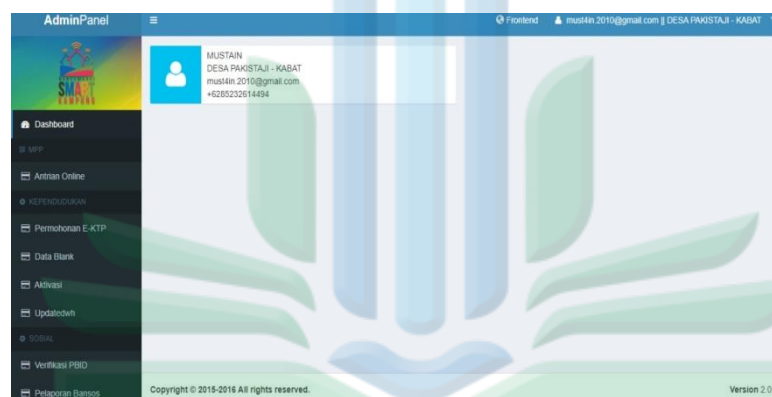 AdminPanel
Frontend must4in.2010@gmail.com || DESA PAKISTAJI - KABAT
MUSTAIN
DESA PAKISTAJI - KABAT
must4in.2010@gmail.com
+6285232614494
SMART
KAMPUNG
Dashboard
MPP
Antrian Online
KEPENDUDUKAN
Permohonan E-KTP
Data Blank
Aktivasi
Updatedwh
SOSIAL
Verifikasi PBID
Pelaporan Bansos
Copyright © 2015-2016 All rights reserved.
Version 2.0